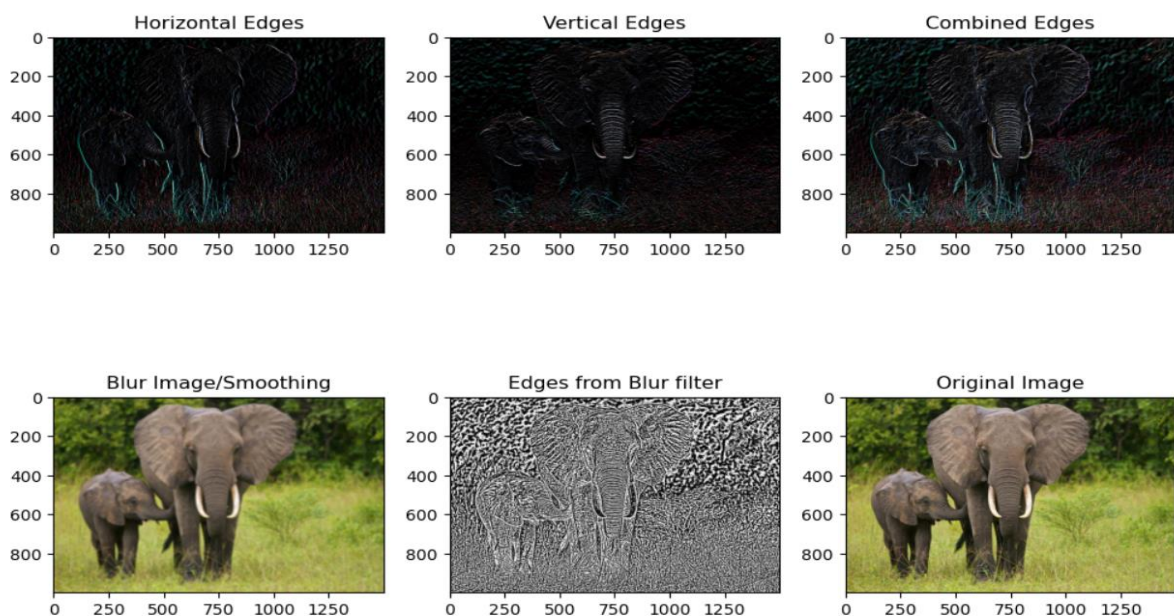 Horizontal Edges Vertical Edges Combined Edges
0 0 0
200 200 200
400 400 400
600 600 600
800 800 800
0 250 500 750 1000 1250 0 250 500 750 1000 1250 0 250 500 750 1000 1250
Blur Image/Smoothing Edges from Blur filter Original Image
0 0 0
200 200 200
400 400 400
600 600 600
800 800 800
0 250 500 750 1000 1250 0 250 500 750 1000 1250 0 250 500 750 1000 1250